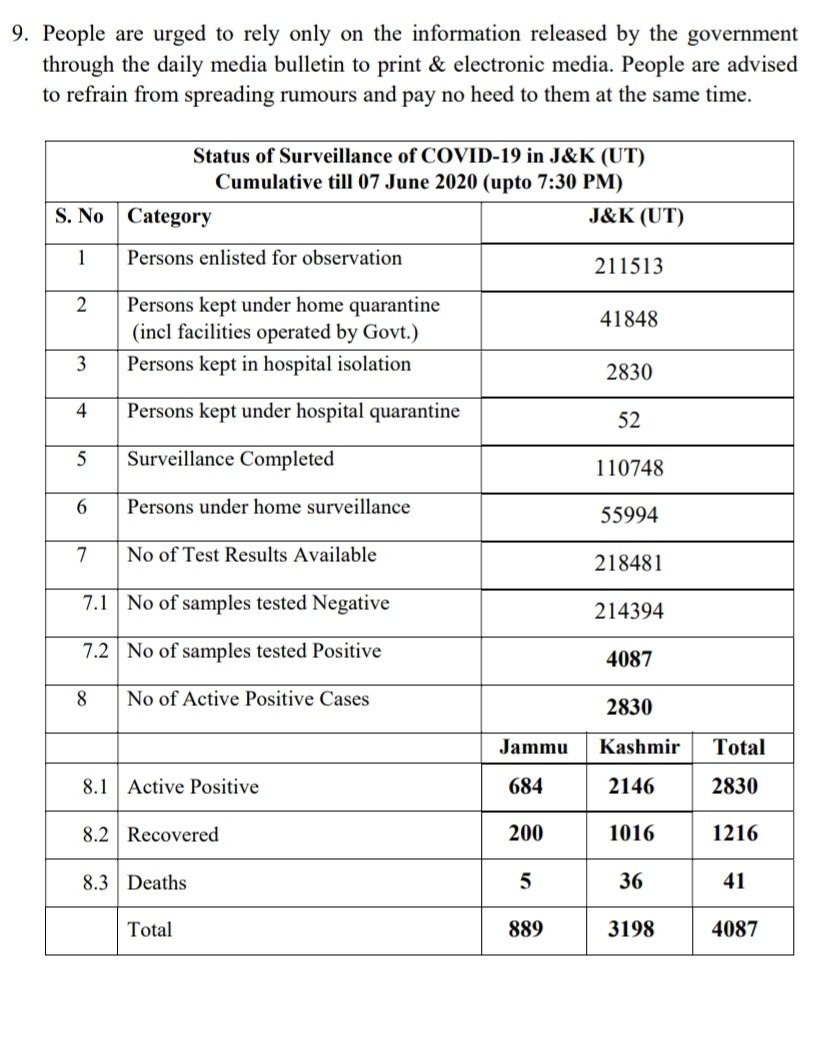 9. People are urged to rely only on the information released by the government
through the daily media bulletin to print & electronic media. People are advised
to refrain from spreading rumours and pay no heed to them at the same time.
Status of Surveillance of COVID-19 in J&K (UT)
Cumulative till 07 June 2020 (upto 7:30 PM)
S. No Category J&K (UT)
1 Persons enlisted for observation 211513
2 Persons kept under home quarantine
(incl facilities operated by Govt.) 41848
3 Persons kept in hospital isolation 2830
4 Persons kept under hospital quarantine 52
5 Surveillance Completed 110748
6 Persons under home surveillance 55994
7 No of Test Results Available 218481
7.1 No of samples tested Negative 214394
7.2 No of samples tested Positive 4087
8 No of Active Positive Cases 2830
Jammu Kashmir Total
8.1 Active Positive 684 2146 2830
8.2 Recovered 200 1016 1216
8.3 Deaths 5 36 41
Total 889 3198 4087